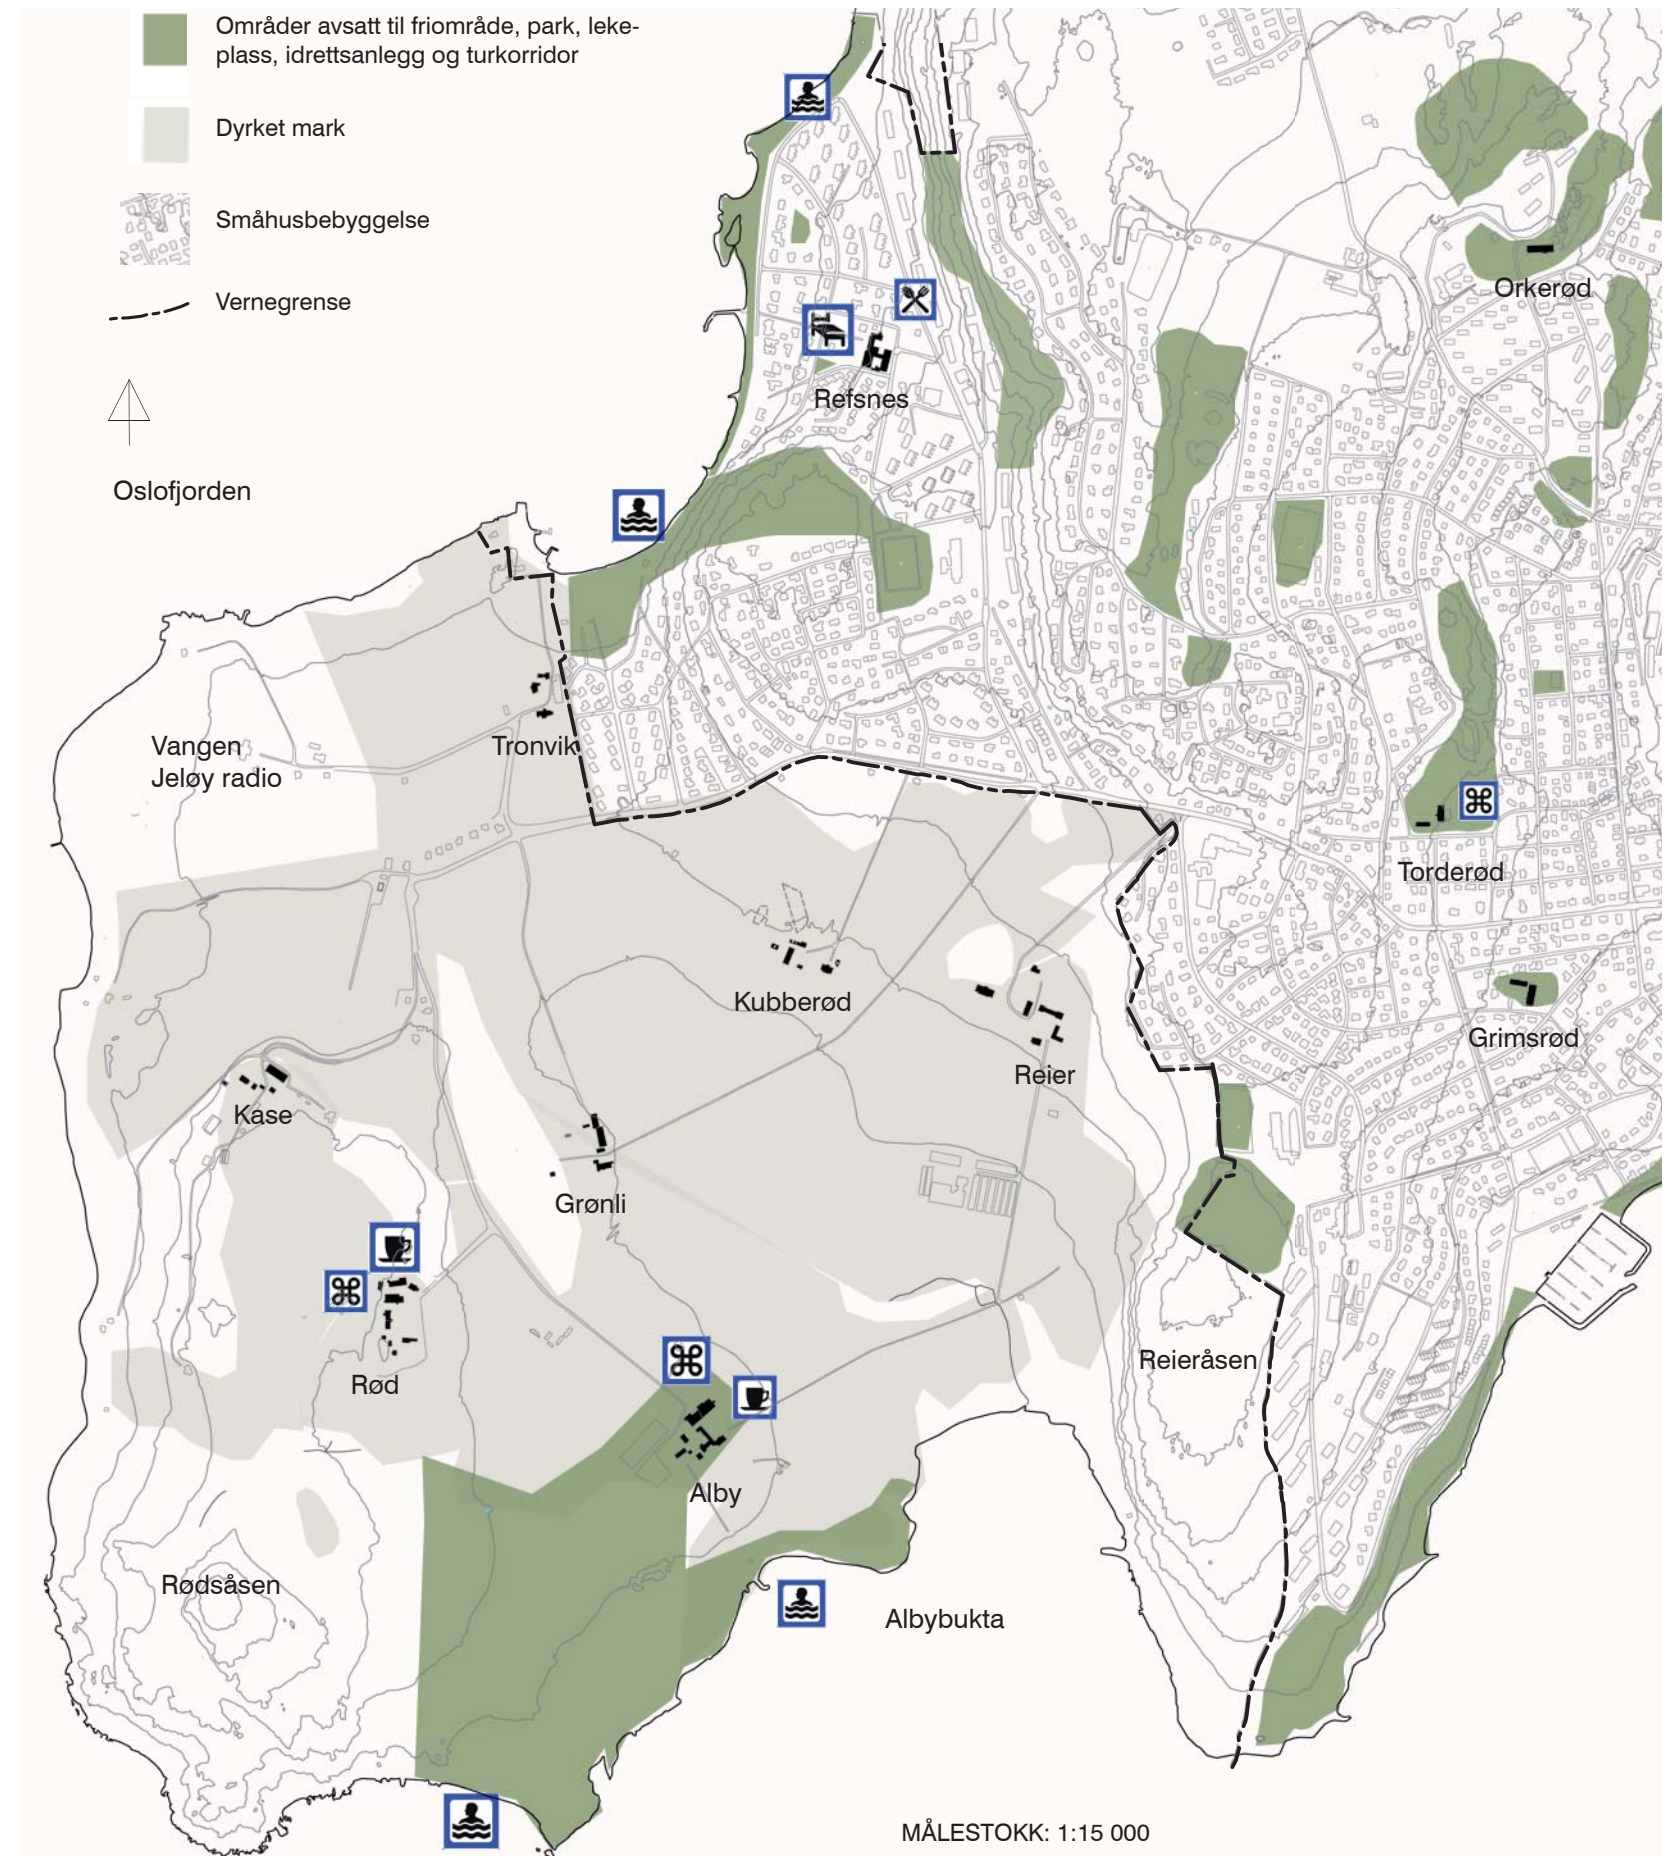 Områder avsatt til friområde, park, leke-
plass, idrettsanlegg og turkorridor
Dyrket mark
Småhusbebyggelse
Vernegrense
Oslofjorden
Orkerød
Refsnes
Vangen
Jeløy radio
Tronvik
Torderød
Kubberød
Grimsrød
Reier
Kase
Grønli
Reieråsen
Rød
Alby
Rødsåsen
Albybukta
MÅLESTOKK: 1:15 000